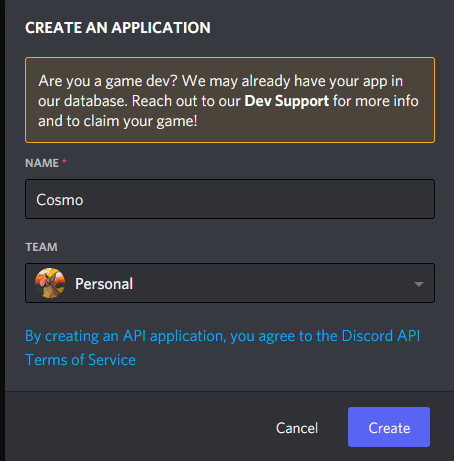 CREATE AN APPLICATION
Are you a game dev? We may already have your app in
our database. Reach out to our Dev Support for more info
and to claim your game!
NAME *
Cosmo
TEAM
Personal
By creating an API application, you agree to the Discord API
Terms of Service
Cancel
Create